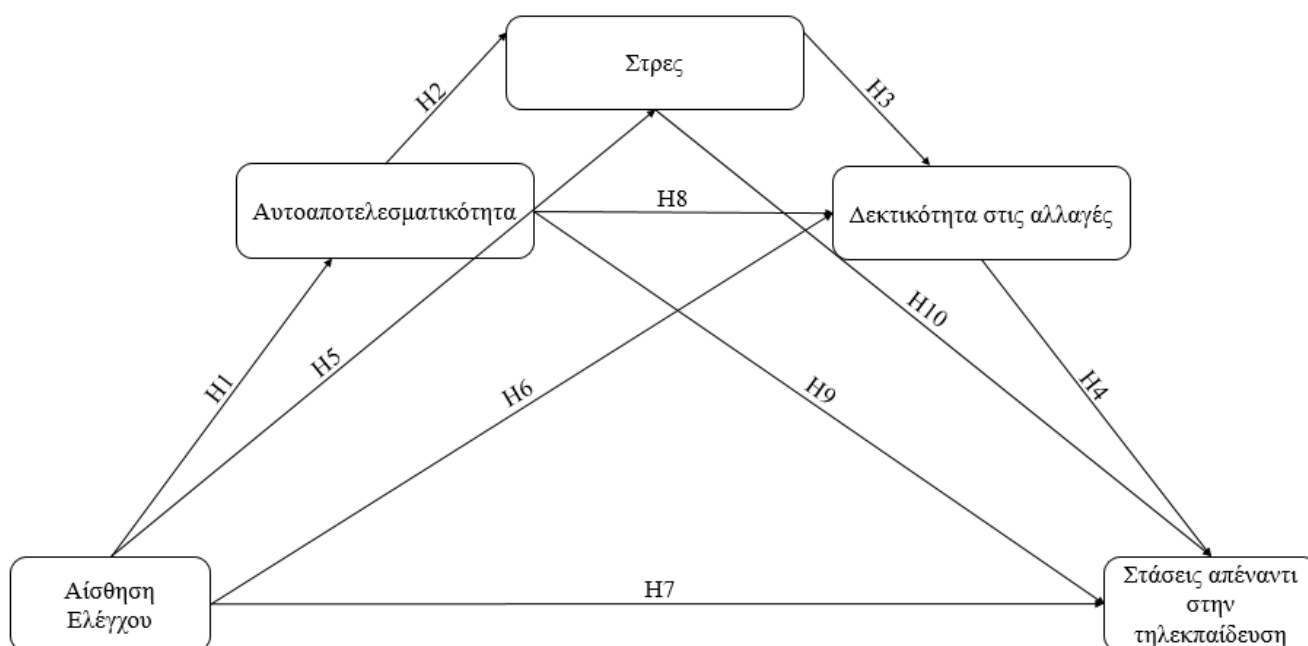 Στρες
H2
H3
Αυτοαποτελεσματικότητα
H8
Δεκτικότητα στις αλλαγές
H10
H5
H1
H6
H9
H4
Αίσθηση
Ελέγχου
H7
Στάσεις απέναντι
στην
τηλεκπαίδευση